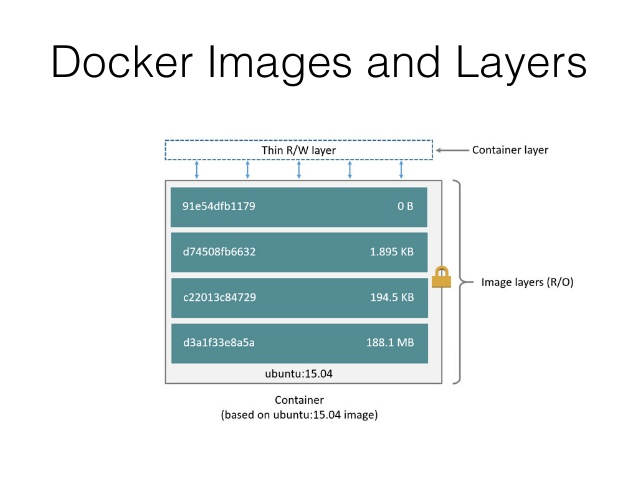 Docker Images and Layers
Thin R/W layer
Container layer
91e54dfb1179 0 B
d74508fb6632 1.895 KB
c22013c84729 194.5 KB
d3a1f33e8a5a 188.1 MB
Image layers (R/O)
ubuntu:15.04
Container
(based on ubuntu:15.04 image)